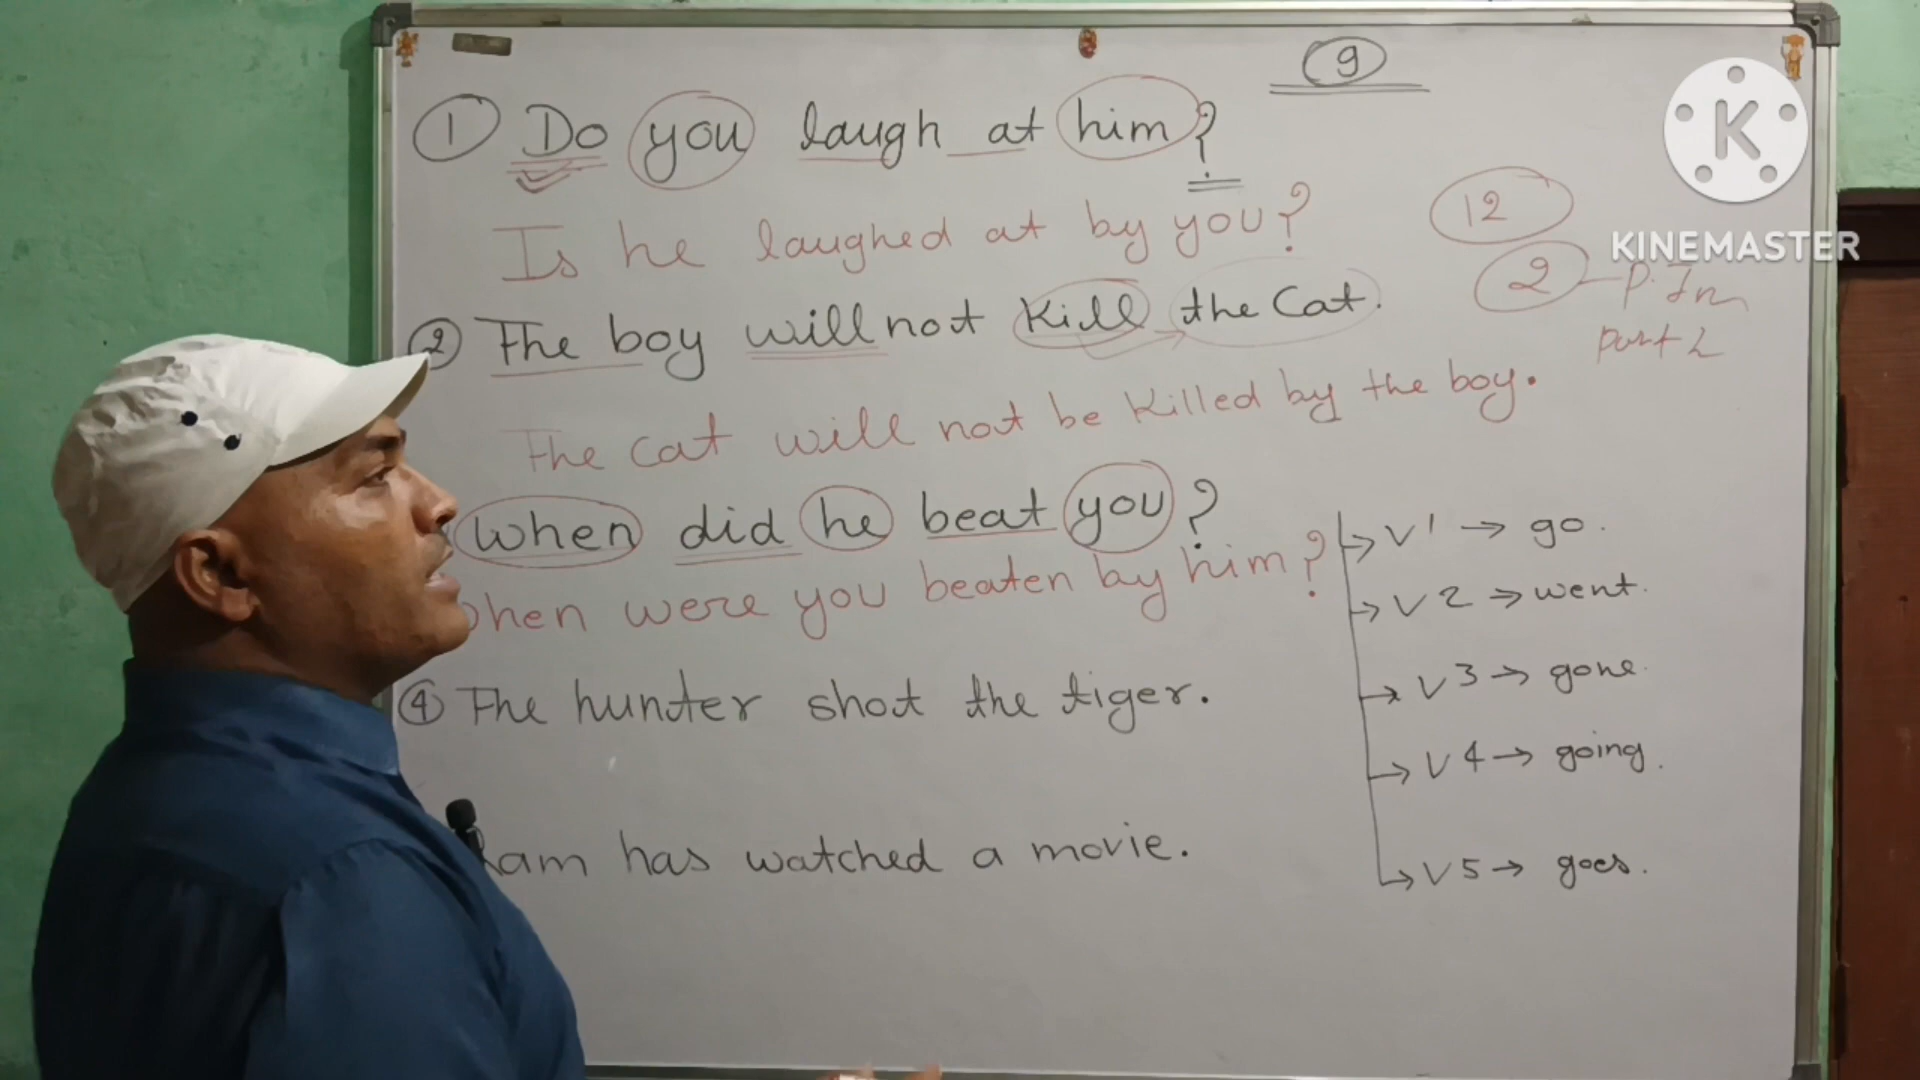 9
① Do you laugh at him?
Is he laughed at by you?
12
2 - P. In
part 2
② The boy will not kill the Cat.
The cat will not be killed by the boy.
When did he beat you?
when were you beaten by him?
④ The hunter shot the tiger.
Ram has watched a movie.
V1 → go.
V2 → went.
V3 → gone.
V4 → going.
V5 → goes.
K
KINEMASTER